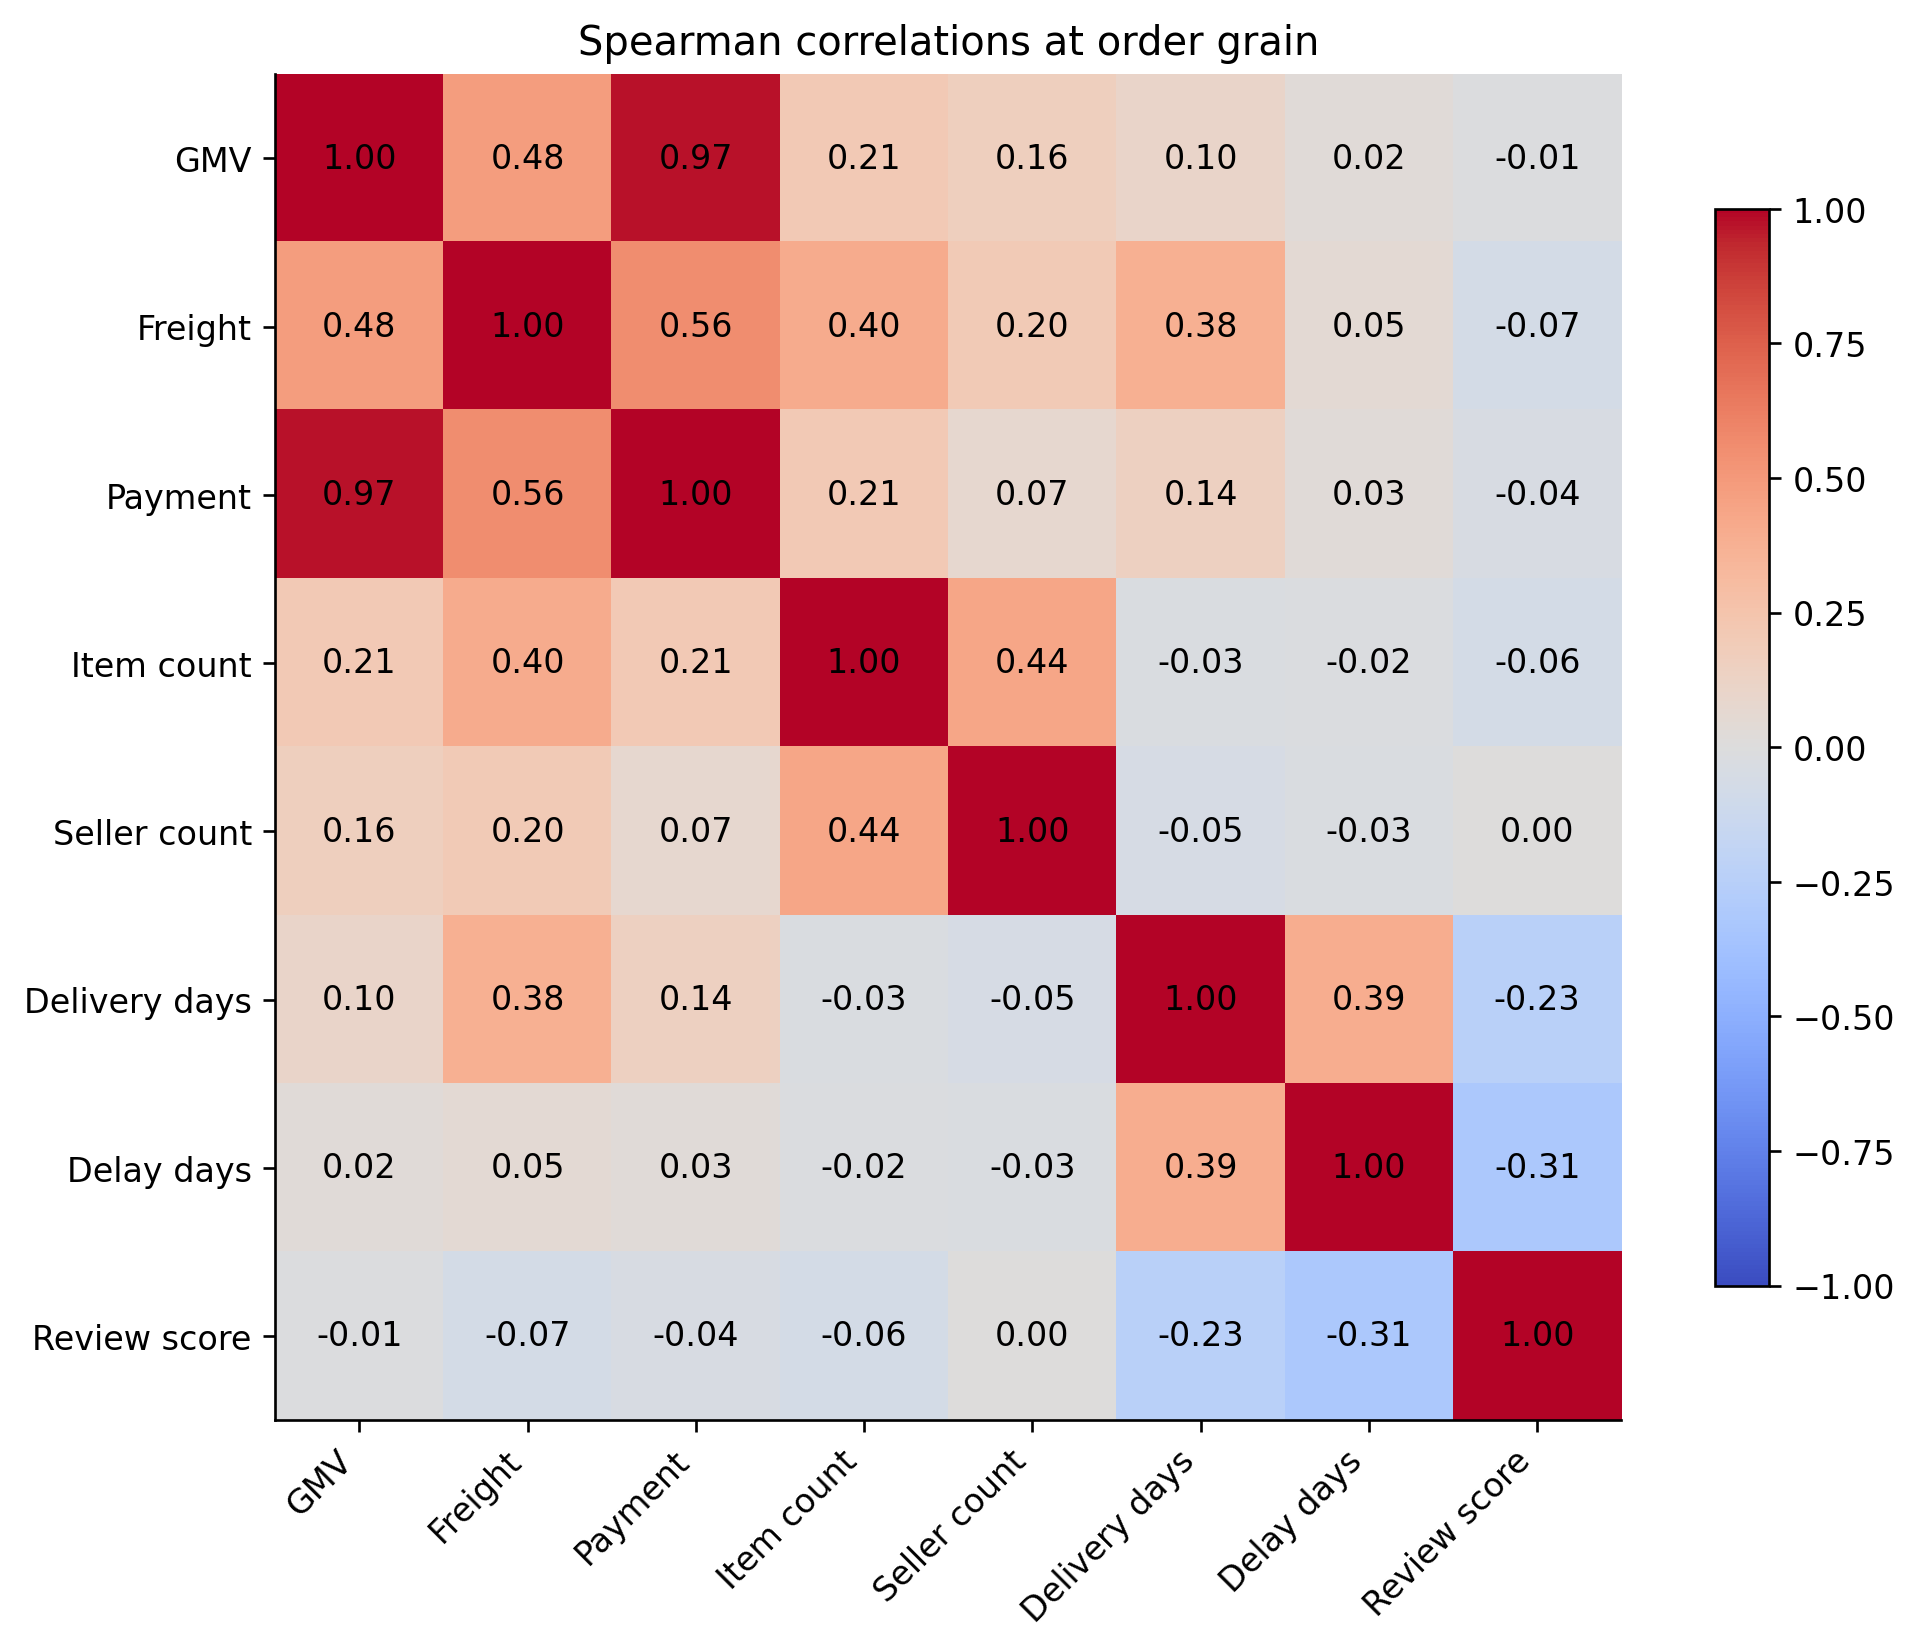 Spearman correlations at order grain
GMV 1.00 0.48 0.97 0.21 0.16 0.10 0.02 -0.01
Freight 0.48 1.00 0.56 0.40 0.20 0.38 0.05 -0.07
Payment 0.97 0.56 1.00 0.21 0.07 0.14 0.03 -0.04
Item count 0.21 0.40 0.21 1.00 0.44 -0.03 -0.02 -0.06
Seller count 0.16 0.20 0.07 0.44 1.00 -0.05 -0.03 0.00
Delivery days 0.10 0.38 0.14 -0.03 -0.05 1.00 0.39 -0.23
Delay days 0.02 0.05 0.03 -0.02 -0.03 0.39 1.00 -0.31
Review score -0.01 -0.07 -0.04 -0.06 0.00 -0.23 -0.31 1.00
GMV
Freight
Payment
Item count
Seller count
Delivery days
Delay days
Review score
1.00
0.75
0.50
0.25
0.00
−0.25
−0.50
−0.75
−1.00